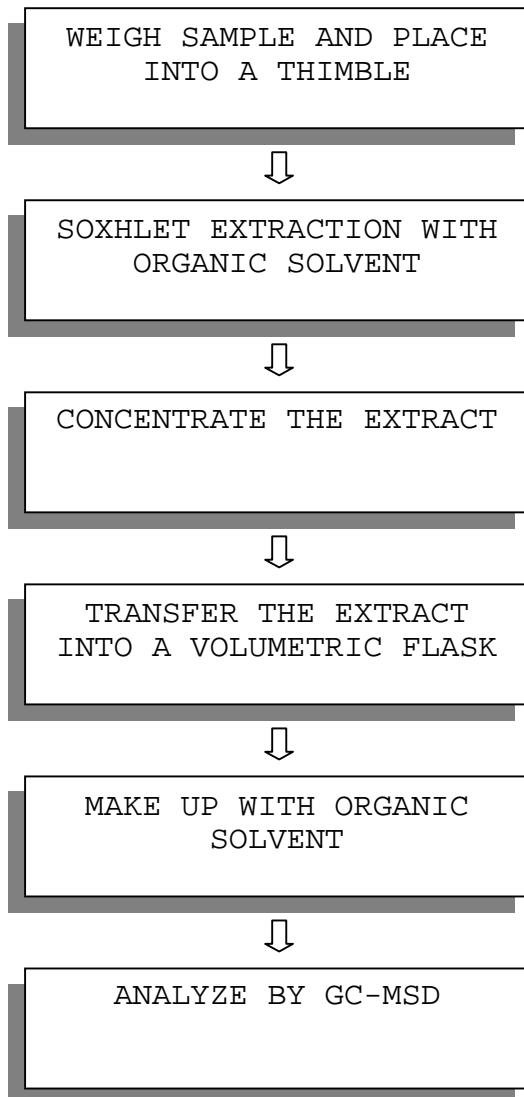 WEIGH SAMPLE AND PLACE
INTO A THIMBLE
SOXHLET EXTRACTION WITH
ORGANIC SOLVENT
CONCENTRATE THE EXTRACT
TRANSFER THE EXTRACT
INTO A VOLUMETRIC FLASK
MAKE UP WITH ORGANIC
SOLVENT
ANALYZE BY GC-MSD